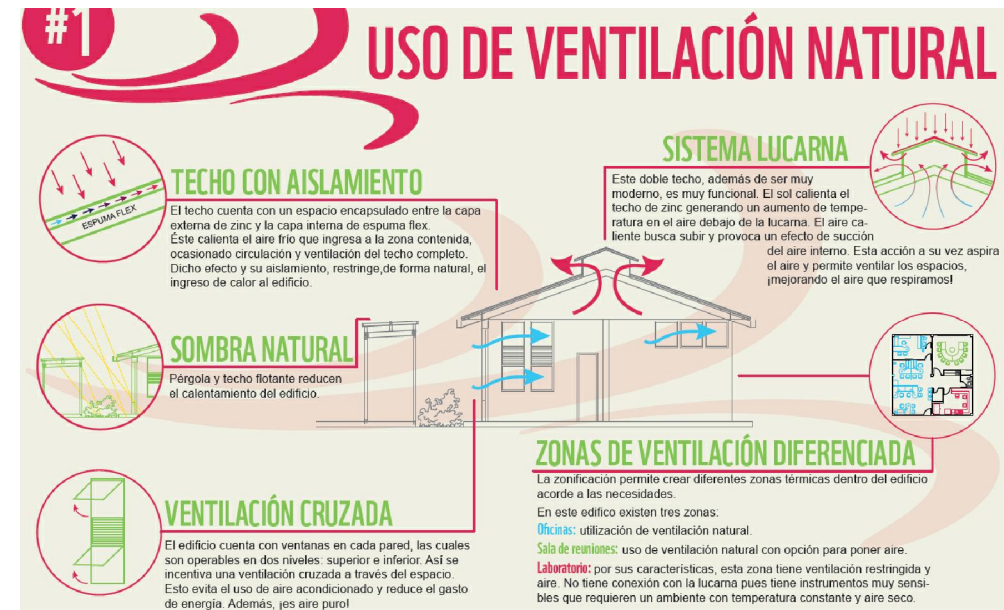 #1
USO DE VENTILACIÓN NATURAL
TECHO CON AISLAMIENTO
El techo cuenta con un espacio encapsulado entre la capa
externa de zinc y la capa interna de espuma flex.
Éste calienta el aire frío que ingresa a la zona contenida,
ocasionado circulación y ventilación del techo completo.
Dicho efecto y su aislamiento, restringe,de forma natural, el
ingreso de calor al edificio.
ESPUMA FLEX
SISTEMA LUCARNA
Este doble techo, además de ser muy
moderno, es muy funcional. El sol calienta el
techo de zinc generando un aumento de tempe-
ratura en el aire debajo de la lucarna. El aire ca-
liente busca subir y provoca un efecto de succión
del aire interno. Esta acción a su vez aspira
el aire y permite ventilar los espacios,
¡mejorando el aire que respiramos!
SOMBRA NATURAL
Pérgola y techo flotante reducen
el calentamiento del edificio.
VENTILACIÓN CRUZADA
El edificio cuenta con ventanas en cada pared, las cuales
son operables en dos niveles: superior e inferior. Así se
incentiva una ventilación cruzada a través del espacio.
Esto evita el uso de aire acondicionado y reduce el gasto
de energía. Además, ¡es aire puro!
ZONAS DE VENTILACIÓN DIFERENCIADA
La zonificación permite crear diferentes zonas térmicas dentro del edificio
acorde a las necesidades.
En este edifico existen tres zonas:
Oficinas: utilización de ventilación natural.
Sala de reuniones: uso de ventilación natural con opción para poner aire.
Laboratorio: por sus características, esta zona tiene ventilación restringida y
aire. No tiene conexión con la lucarna pues tiene instrumentos muy sensi-
bles que requieren un ambiente con temperatura constante y aire seco.